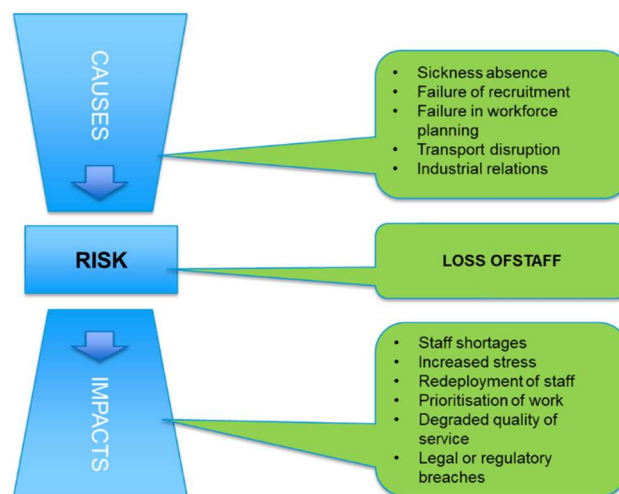 CAUSES
• Sickness absence
• Failure of recruitment
• Failure in workforce
planning
• Transport disruption
• Industrial relations
RISK
LOSS OFSTAFF
IMPACTS
• Staff shortages
• Increased stress
• Redeployment of staff
• Prioritisation of work
• Degraded quality of
service
• Legal or regulatory
breaches